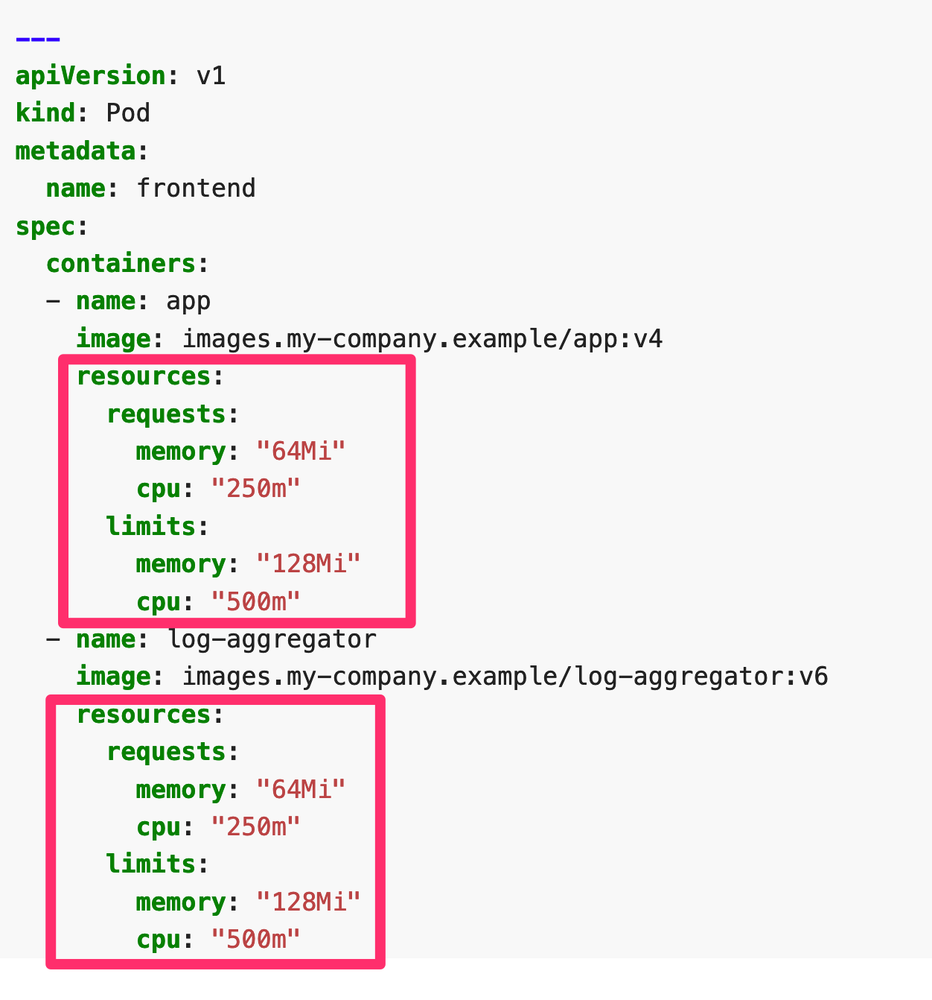 ---
apiVersion: v1
kind: Pod
metadata:
  name: frontend
spec:
  containers:
  - name: app
    image: images.my-company.example/app:v4
    resources:
      requests:
        memory: "64Mi"
        cpu: "250m"
      limits:
        memory: "128Mi"
        cpu: "500m"
  - name: log-aggregator
    image: images.my-company.example/log-aggregator:v6
    resources:
      requests:
        memory: "64Mi"
        cpu: "250m"
      limits:
        memory: "128Mi"
        cpu: "500m"